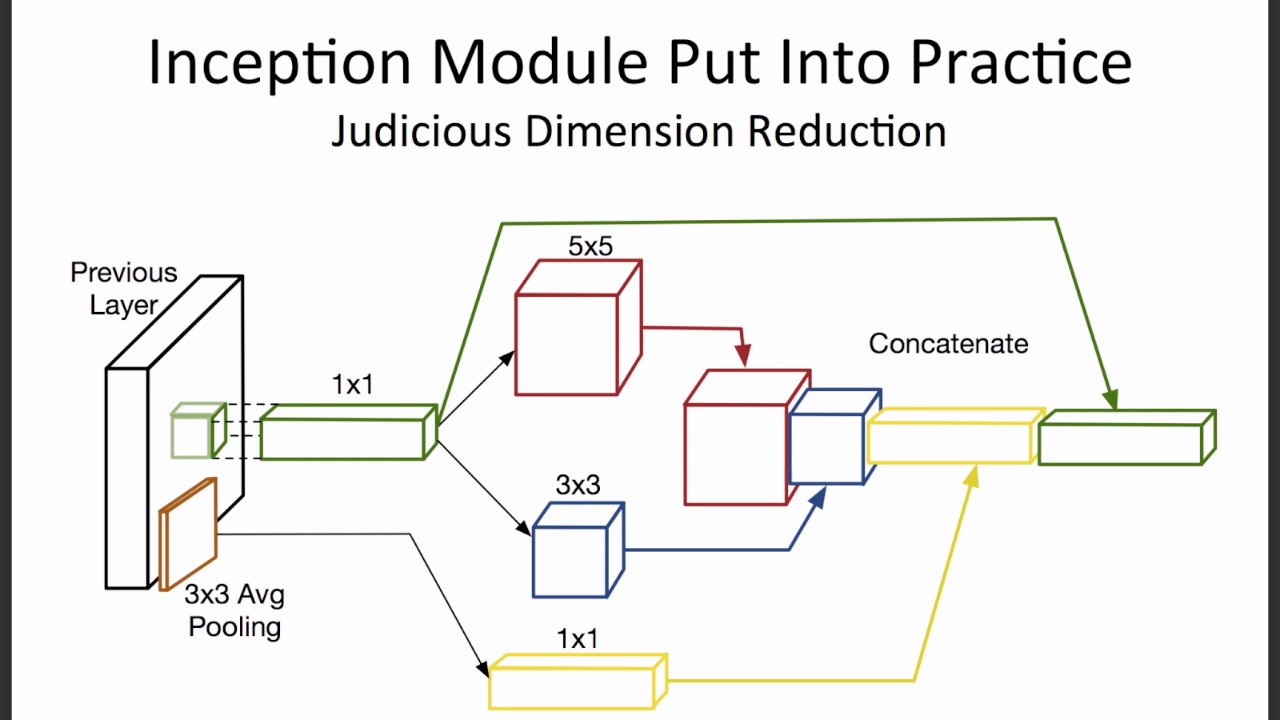 Inception Module Put Into Practice
Judicious Dimension Reduction
Previous
Layer
5x5
1x1
Concatenate
3x3
3x3 Avg
Pooling
1x1